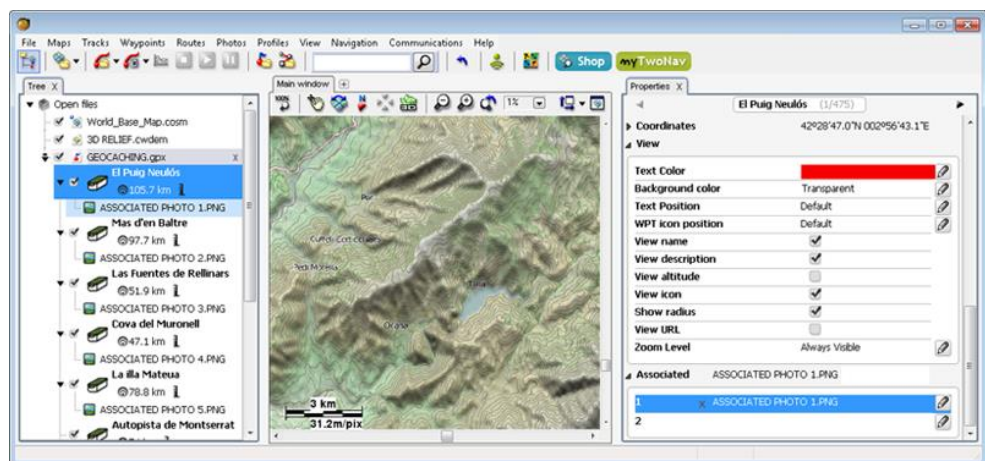 File Maps Tracks Waypoints Routes Photos Profiles View Navigation Communications Help
Shop
myTwoNav
Tree X
Open files
World_Base_Map.cosm
3D RELIEF.cwdem
GEOCACHING.gpx X
El Puig Neulós
105.7 km
ASSOCIATED PHOTO 1.PNG
Mas d'en Baltre
97.7 km
ASSOCIATED PHOTO 2.PNG
Las Fuentes de Rellinars
51.9 km
ASSOCIATED PHOTO 3.PNG
Cova del Muronell
47.1 km
ASSOCIATED PHOTO 4.PNG
La illa Mateua
78.8 km
ASSOCIATED PHOTO 5.PNG
Autopista de Montserrat
Main window
100%
1%
Ocaña
3 km
31.2m/pix
Properties X
El Puig Neulós (1/475)
Coordinates 42º28'47.0"N 002º56'43.1"E
View
Text Color
Background color Transparent
Text Position Default
WPT icon position Default
View name
View description
View altitude
View icon
Show radius
View URL
Zoom Level Always Visible
Associated ASSOCIATED PHOTO 1.PNG
1 x ASSOCIATED PHOTO 1.PNG
2